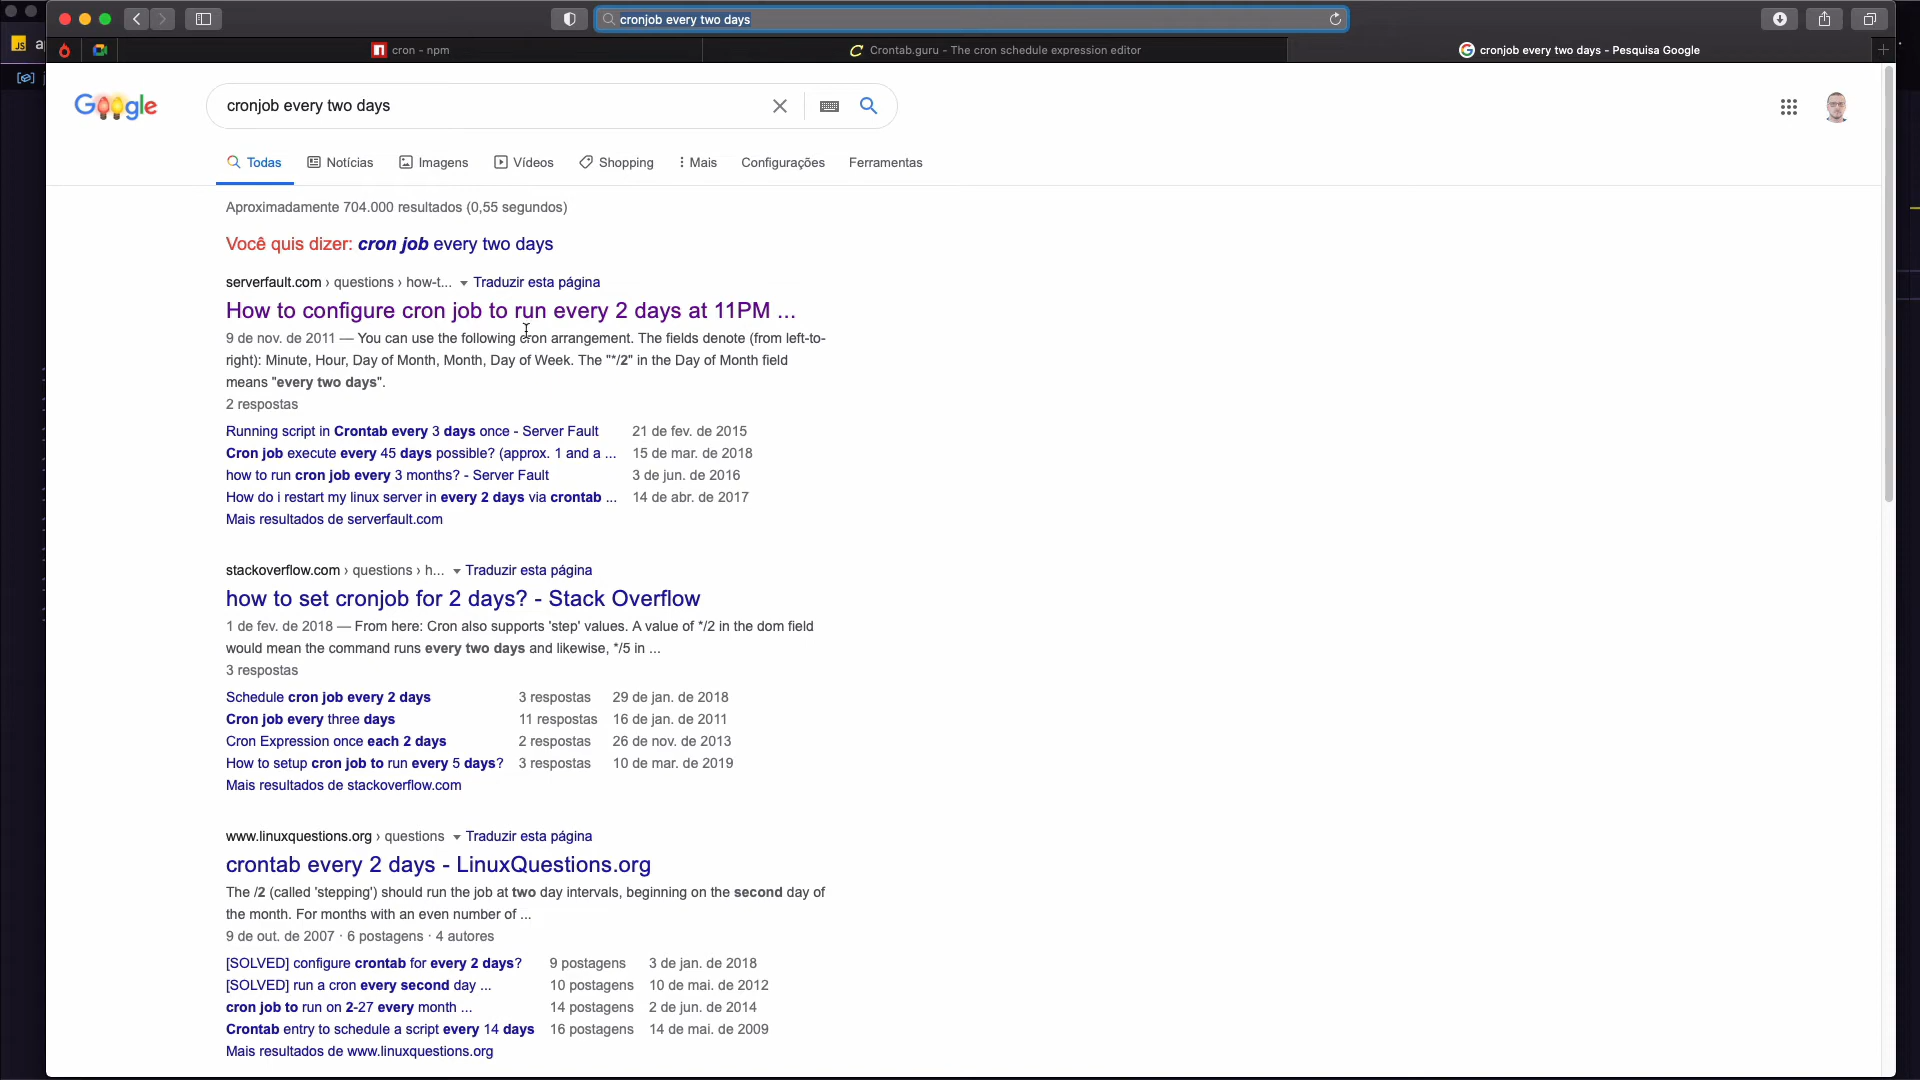 cronjob every two days
JS a
cron - npm
Crontab.guru - The cron schedule expression editor
cronjob every two days - Pesquisa Google
Google
cronjob every two days
Todas
Notícias
Imagens
Vídeos
Shopping
Mais
Configurações
Ferramentas
Aproximadamente 704.000 resultados (0,55 segundos)
Você quis dizer: cron job every two days
serverfault.com › questions › how-t... Traduzir esta página
How to configure cron job to run every 2 days at 11PM ...
9 de nov. de 2011 — You can use the following cron arrangement. The fields denote (from left-to-
right): Minute, Hour, Day of Month, Month, Day of Week. The "*/2" in the Day of Month field
means "every two days".
2 respostas
Running script in Crontab every 3 days once - Server Fault 21 de fev. de 2015
Cron job execute every 45 days possible? (approx. 1 and a ... 15 de mar. de 2018
how to run cron job every 3 months? - Server Fault 3 de jun. de 2016
How do i restart my linux server in every 2 days via crontab ... 14 de abr. de 2017
Mais resultados de serverfault.com
stackoverflow.com › questions › h... Traduzir esta página
how to set cronjob for 2 days? - Stack Overflow
1 de fev. de 2018 — From here: Cron also supports 'step' values. A value of */2 in the dom field
would mean the command runs every two days and likewise, */5 in ...
3 respostas
Schedule cron job every 2 days 3 respostas 29 de jan. de 2018
Cron job every three days 11 respostas 16 de jan. de 2011
Cron Expression once each 2 days 2 respostas 26 de nov. de 2013
How to setup cron job to run every 5 days? 3 respostas 10 de mar. de 2019
Mais resultados de stackoverflow.com
www.linuxquestions.org › questions Traduzir esta página
crontab every 2 days - LinuxQuestions.org
The /2 (called 'stepping') should run the job at two day intervals, beginning on the second day of
the month. For months with an even number of ...
9 de out. de 2007 · 6 postagens · 4 autores
[SOLVED] configure crontab for every 2 days? 9 postagens 3 de jan. de 2018
[SOLVED] run a cron every second day ... 10 postagens 10 de mai. de 2012
cron job to run on 2-27 every month ... 14 postagens 2 de jun. de 2014
Crontab entry to schedule a script every 14 days 16 postagens 14 de mai. de 2009
Mais resultados de www.linuxquestions.org